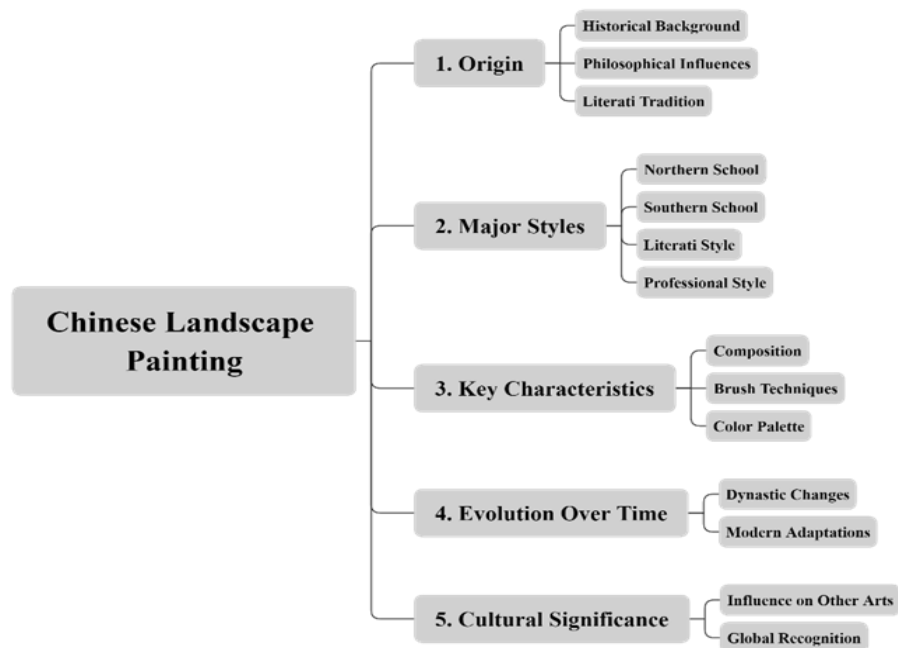 Chinese Landscape
Painting
1. Origin
Historical Background
Philosophical Influences
Literati Tradition
2. Major Styles
Northern School
Southern School
Literati Style
Professional Style
3. Key Characteristics
Composition
Brush Techniques
Color Palette
4. Evolution Over Time
Dynastic Changes
Modern Adaptations
5. Cultural Significance
Influence on Other Arts
Global Recognition